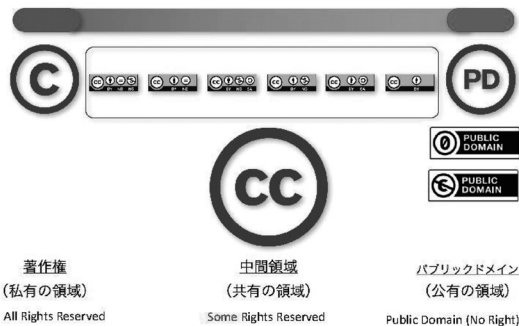 C
PD
CC
PUBLIC DOMAIN
PUBLIC DOMAIN
著作権
中間領域
パブリックドメイン
(私有の領域)
(共有の領域)
(公有の領域)
All Rights Reserved
Some Rights Reserved
Public Domain (No Right)